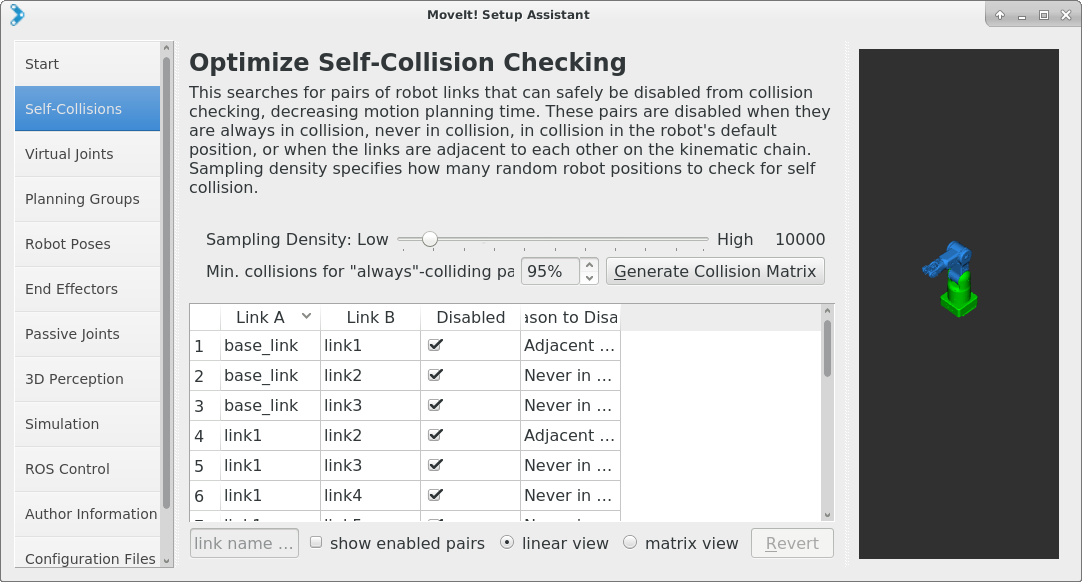 MoveIt! Setup Assistant
Start
Self-Collisions
Virtual Joints
Planning Groups
Robot Poses
End Effectors
Passive Joints
3D Perception
Simulation
ROS Control
Author Information
Configuration Files
Optimize Self-Collision Checking
This searches for pairs of robot links that can safely be disabled from collision
checking, decreasing motion planning time. These pairs are disabled when they
are always in collision, never in collision, in collision in the robot's default
position, or when the links are adjacent to each other on the kinematic chain.
Sampling density specifies how many random robot positions to check for self
collision.
Sampling Density: Low High 10000
Min. collisions for "always"-colliding pa 95% Generate Collision Matrix
Link A Link B Disabled ason to Disa
1 base_link link1 Adjacent ...
2 base_link link2 Never in ...
3 base_link link3 Never in ...
4 link1 link2 Adjacent ...
5 link1 link3 Never in ...
6 link1 link4 Never in ...
link name ... show enabled pairs linear view matrix view Revert